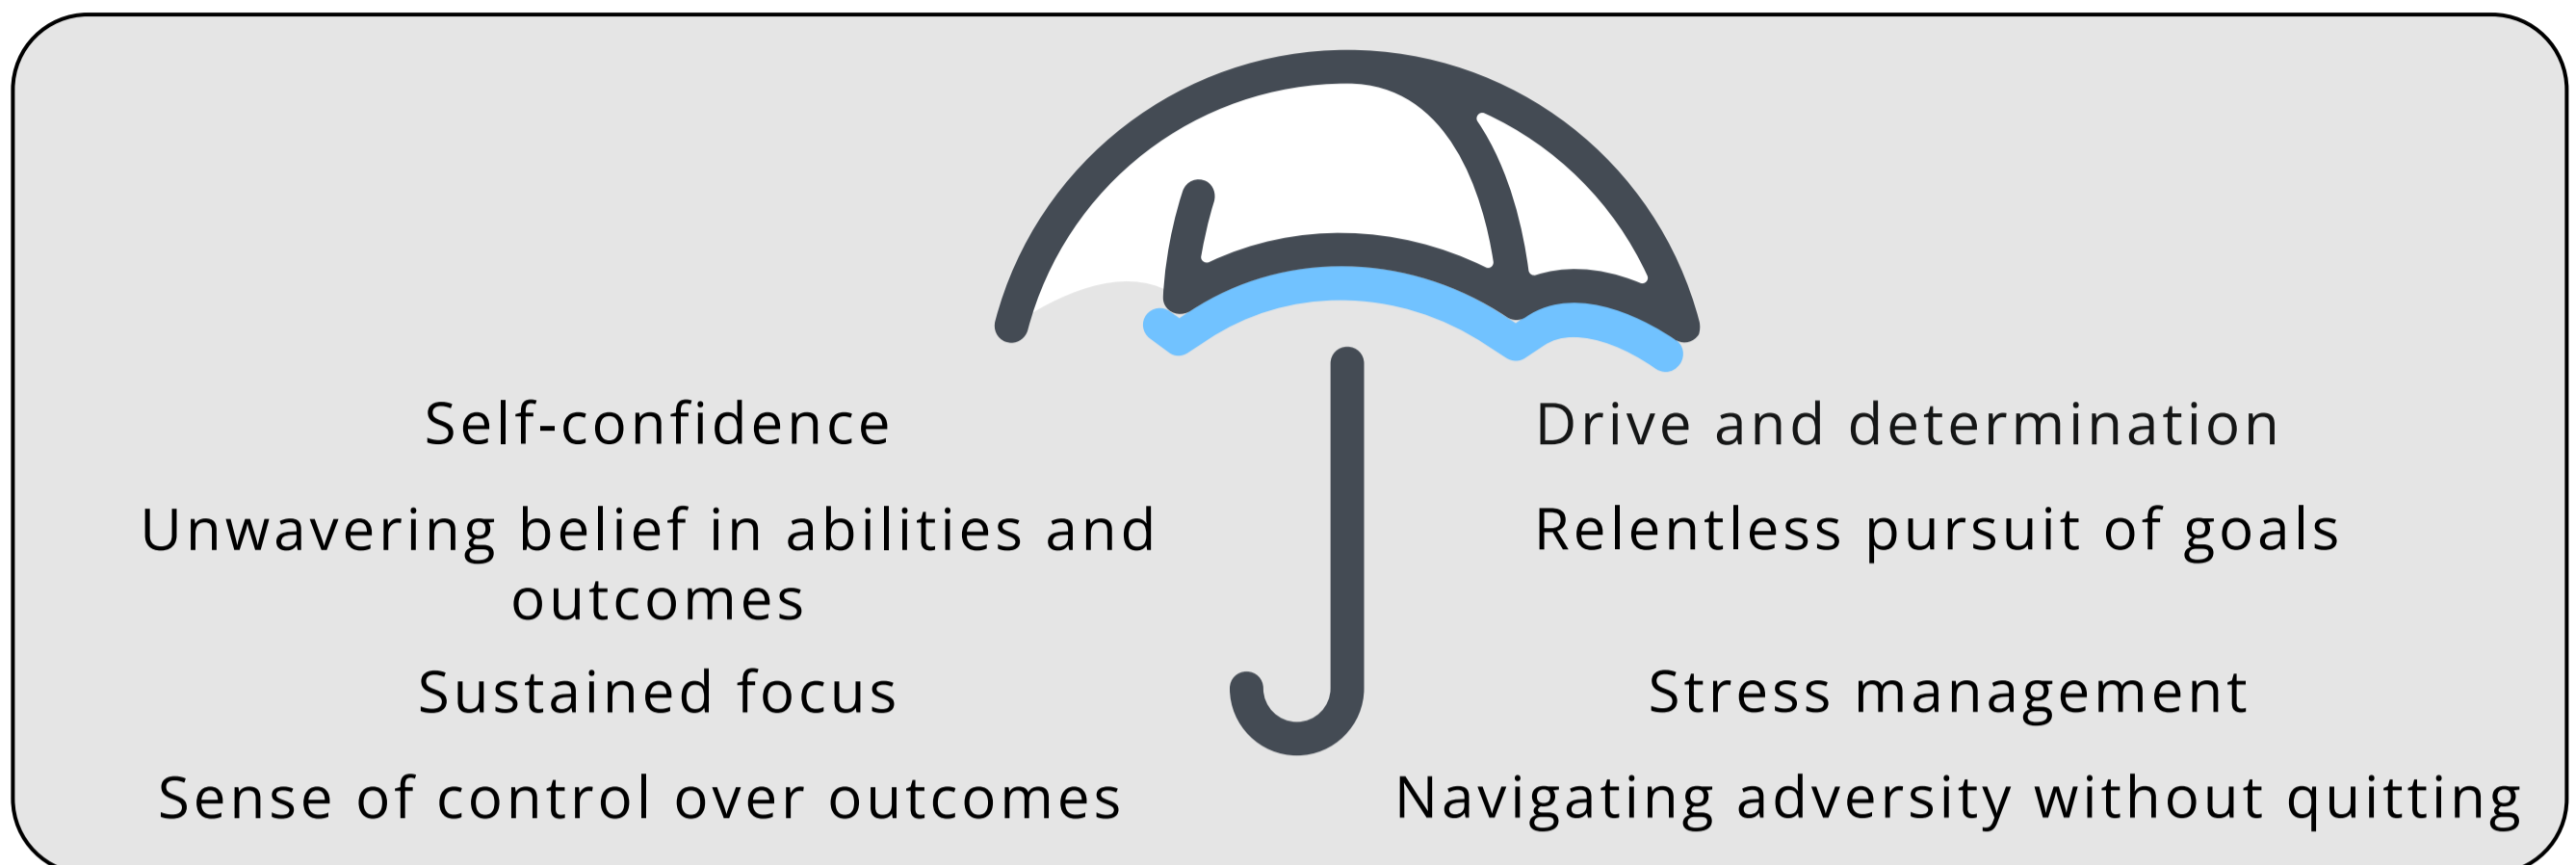 Self-confidence
Unwavering belief in abilities and
outcomes
Sustained focus
Sense of control over outcomes
Drive and determination
Relentless pursuit of goals
Stress management
Navigating adversity without quitting